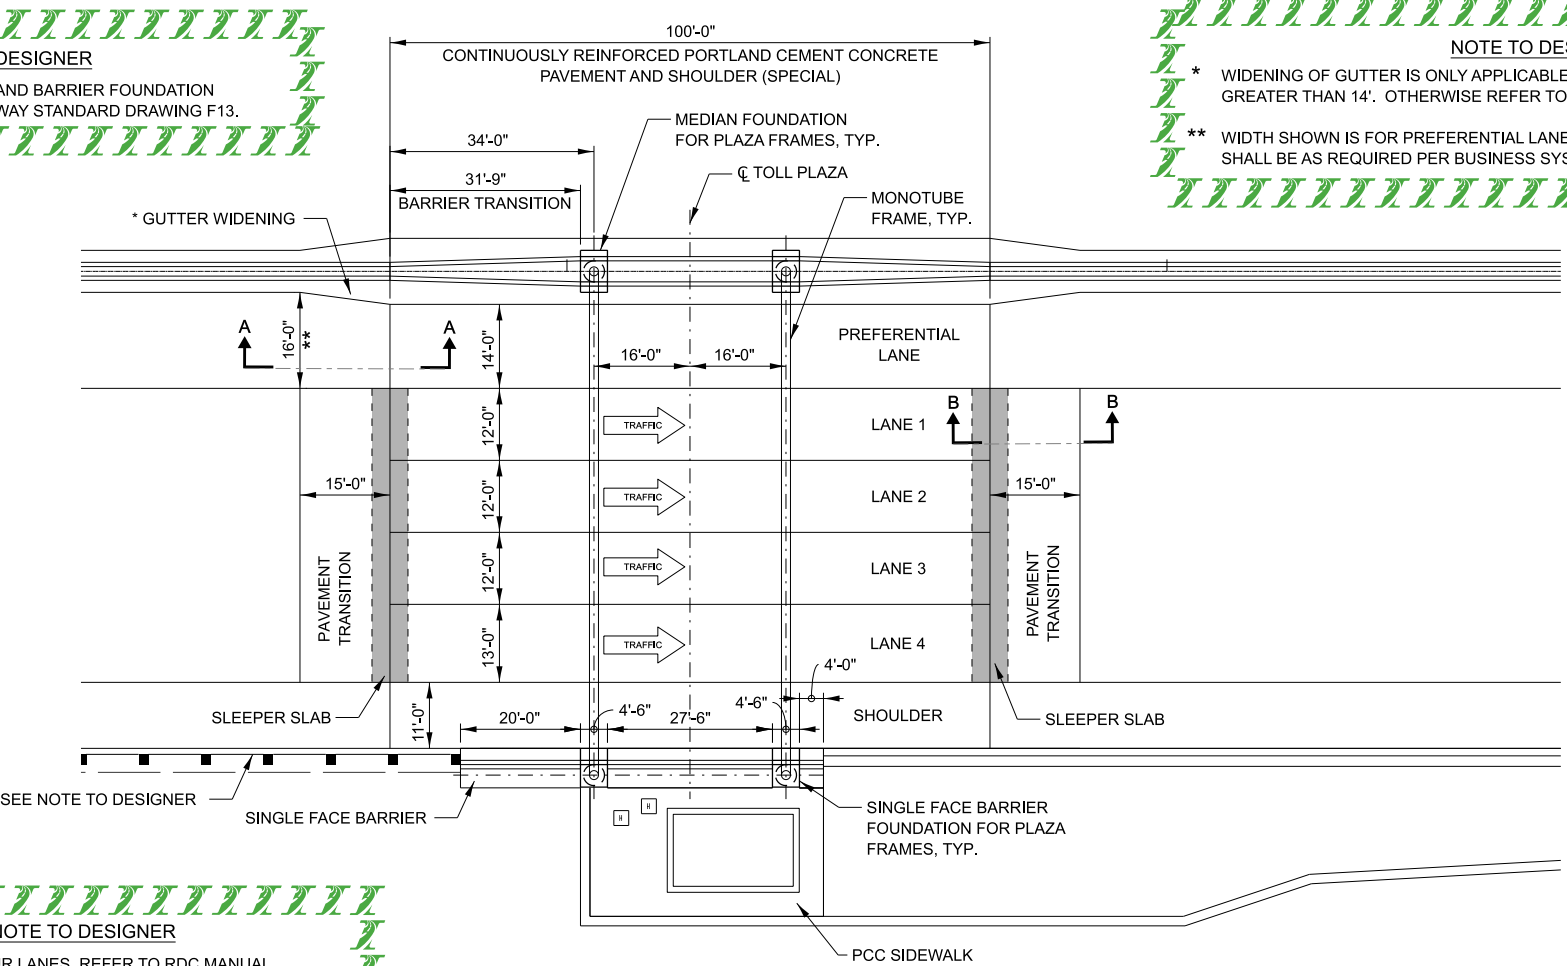 DESIGNER
AND BARRIER FOUNDATION
WAY STANDARD DRAWING F13.
100'-0"
CONTINUOUSLY REINFORCED PORTLAND CEMENT CONCRETE
PAVEMENT AND SHOULDER (SPECIAL)
NOTE TO DES
* WIDENING OF GUTTER IS ONLY APPLICABLE
GREATER THAN 14'. OTHERWISE REFER TO
** WIDTH SHOWN IS FOR PREFERENTIAL LANE
SHALL BE AS REQUIRED PER BUSINESS SYS
34'-0"
MEDIAN FOUNDATION
FOR PLAZA FRAMES, TYP.
31'-9"
BARRIER TRANSITION
℄ TOLL PLAZA
MONOTUBE
FRAME, TYP.
* GUTTER WIDENING
A
A
16'-0"
**
14'-0"
16'-0"
16'-0"
PREFERENTIAL
LANE
12'-0"
TRAFFIC
LANE 1
B
B
15'-0"
12'-0"
TRAFFIC
LANE 2
15'-0"
PAVEMENT
TRANSITION
12'-0"
TRAFFIC
LANE 3
PAVEMENT
TRANSITION
13'-0"
TRAFFIC
LANE 4
4'-0"
SLEEPER SLAB
11'-0"
20'-0"
4'-6"
27'-6"
4'-6"
SHOULDER
SLEEPER SLAB
SEE NOTE TO DESIGNER
SINGLE FACE BARRIER
H
H
SINGLE FACE BARRIER
FOUNDATION FOR PLAZA
FRAMES, TYP.
NOTE TO DESIGNER
PCC SIDEWALK
R LANES, REFER TO RDC MANUAL